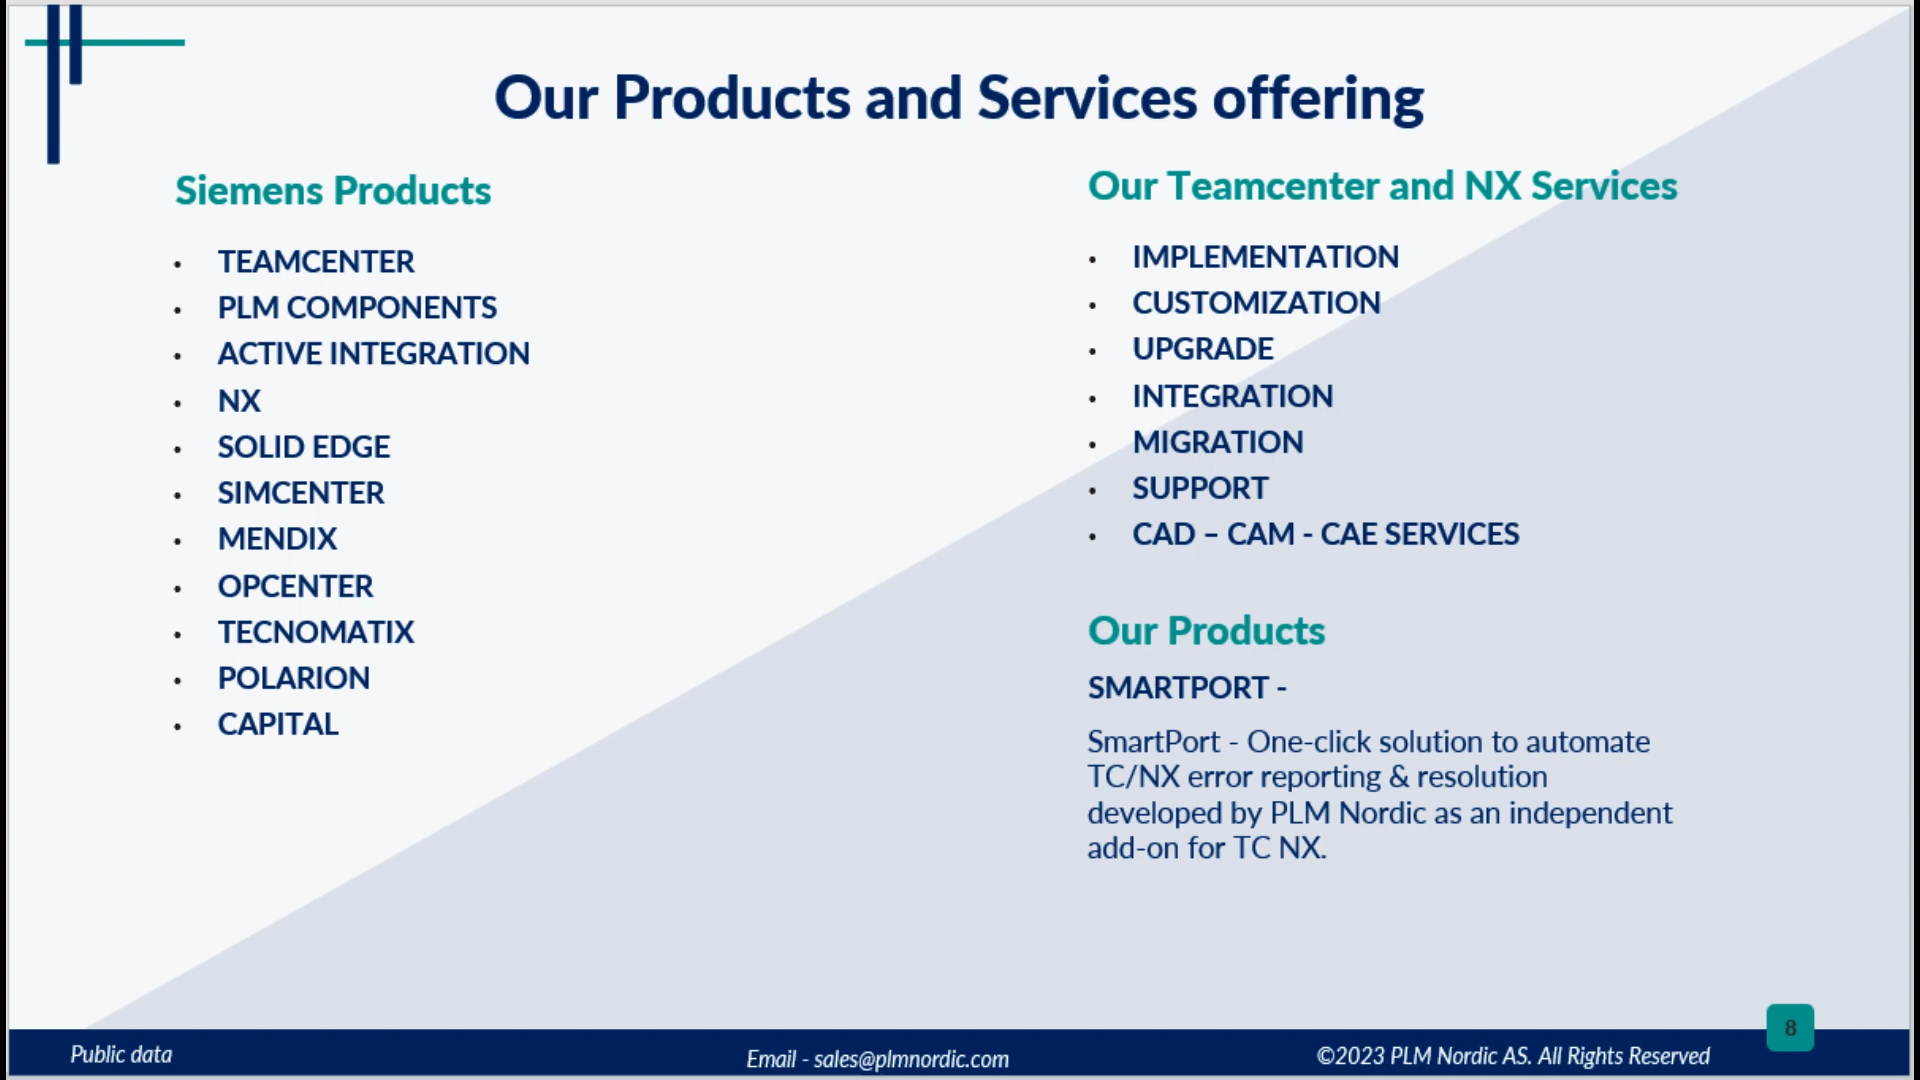 Our Products and Services offering
Siemens Products
• TEAMCENTER
• PLM COMPONENTS
• ACTIVE INTEGRATION
• NX
• SOLID EDGE
• SIMCENTER
• MENDIX
• OPCENTER
• TECNOMATIX
• POLARION
• CAPITAL
Our Teamcenter and NX Services
• IMPLEMENTATION
• CUSTOMIZATION
• UPGRADE
• INTEGRATION
• MIGRATION
• SUPPORT
• CAD – CAM - CAE SERVICES
Our Products
SMARTPORT -
SmartPort - One-click solution to automate
TC/NX error reporting & resolution
developed by PLM Nordic as an independent
add-on for TC NX.
8
Public data
Email - sales@plmnordic.com
©2023 PLM Nordic AS. All Rights Reserved